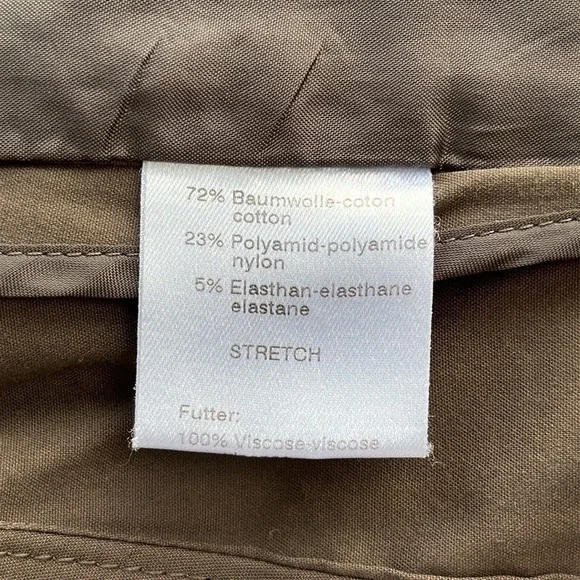 72% Baumwolle-coton
cotton
23% Polyamid-polyamide
nylon
5% Elasthan-elasthane
elastane
STRETCH
Futter:
100% Viscose-viscose